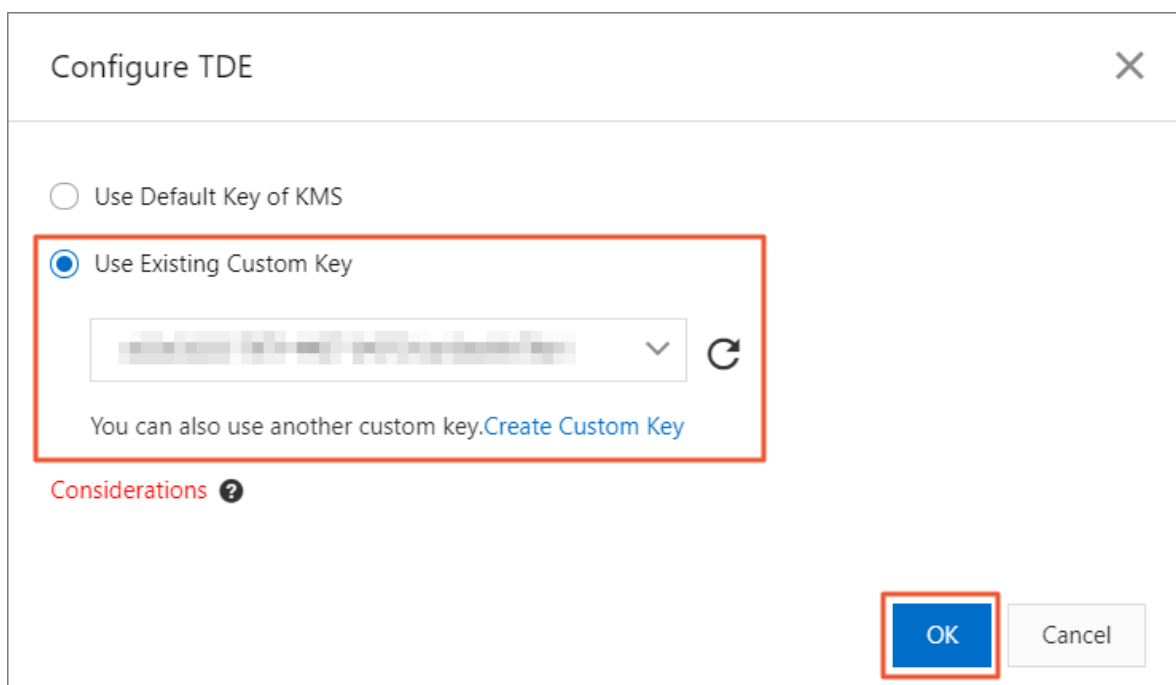 Configure TDE
Use Default Key of KMS
Use Existing Custom Key
You can also use another custom key.Create Custom Key
Considerations ?
OK
Cancel